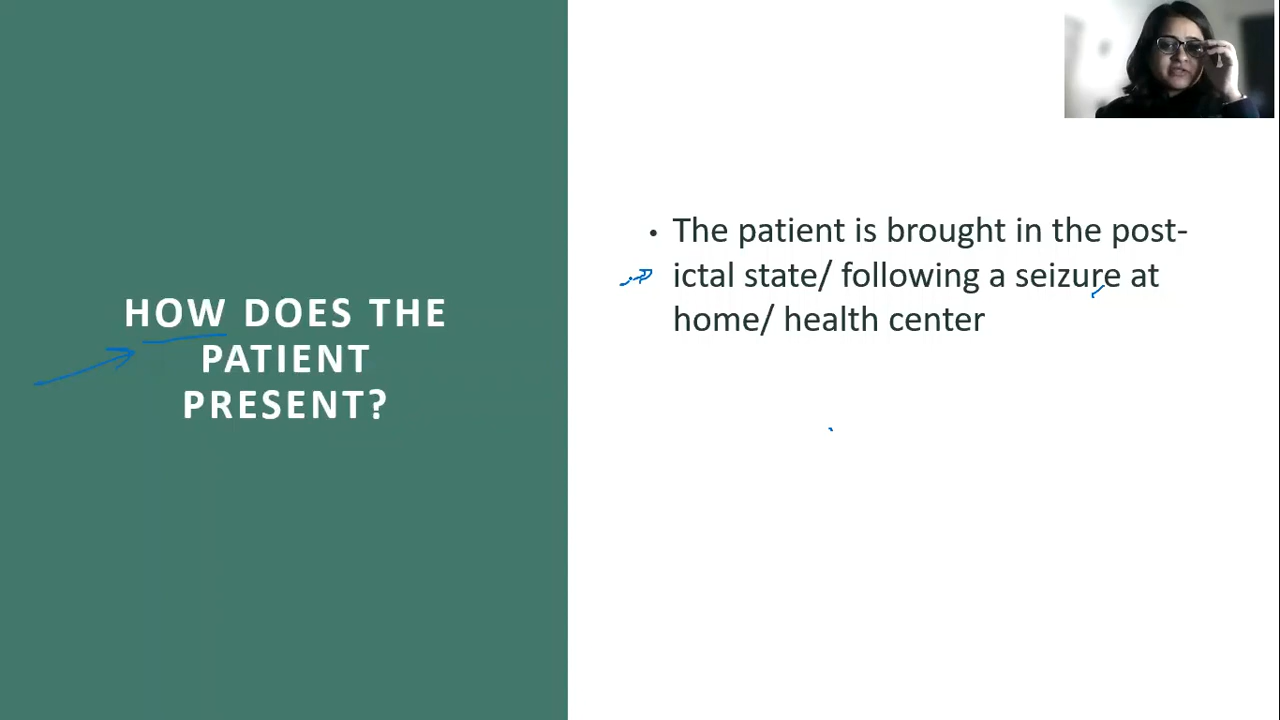 HOW DOES THE
PATIENT
PRESENT?
• The patient is brought in the post-
ictal state/ following a seizure at
home/ health center